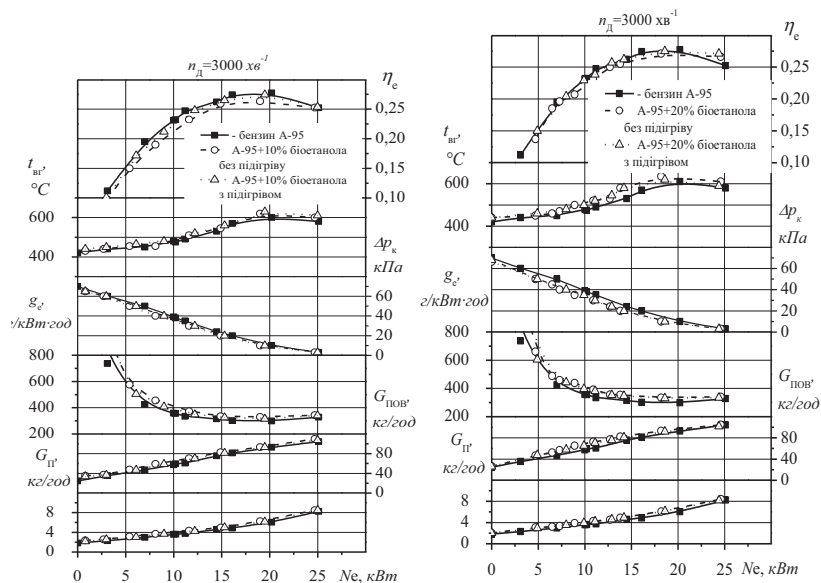 n_Д=3000 хв⁻¹
η_e
0,25
0,20
0,15
0,10
- бензин А-95
А-95+10% біоетанола
без підігріву
А-95+10% біоетанола
з підігрівом
t_вг,
°C
600
400
Δp_к
кПа
60
40
20
0
g_e,
г/кВт·год
800
600
400
200
G_ПОВ,
кг/год
80
40
0
G_П,
кг/год
8
4
0
0 5 10 15 20 25 Ne, кВт
n_Д=3000 хв⁻¹
η_e
0,25
0,20
0,15
0,10
- бензин А-95
А-95+20% біоетанола
без підігріву
А-95+20% біоетанола
з підігрівом
t_вг,
°C
600
400
Δp_к
кПа
60
40
20
0
g_e,
г/кВт·год
800
600
400
200
G_ПОВ,
кг/год
80
40
0
G_П,
кг/год
8
4
0
0 5 10 15 20 25 Ne, кВт